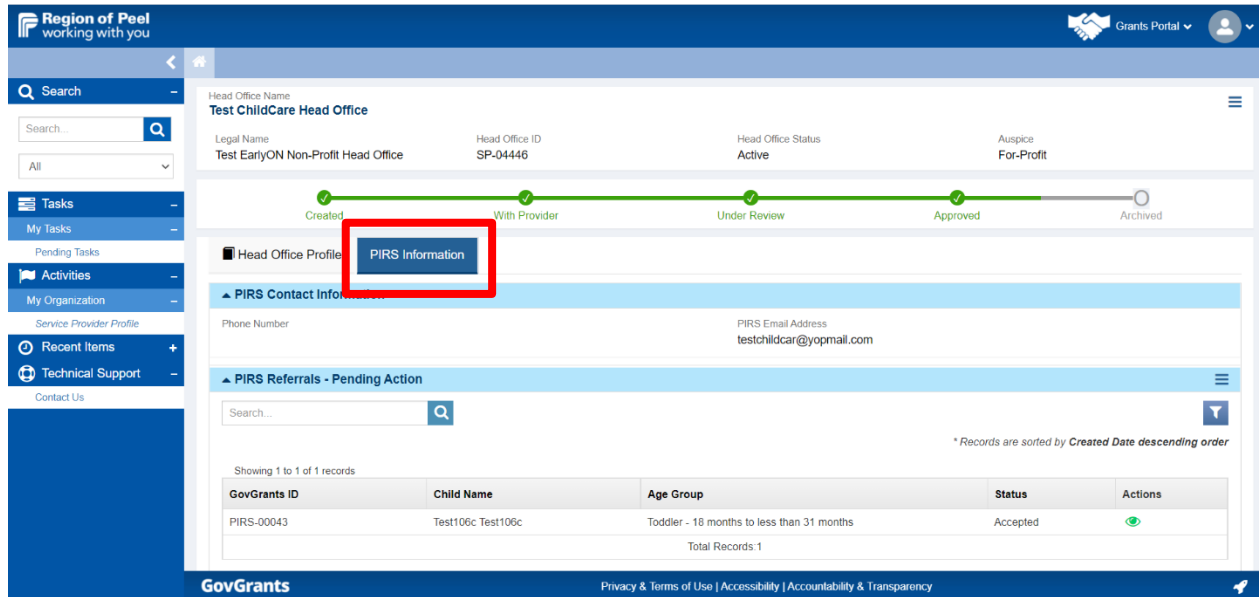 Region of Peel
working with you
Grants Portal
Search
Search...
All
Tasks
My Tasks
Pending Tasks
Activities
My Organization
Service Provider Profile
Recent Items
Technical Support
Contact Us
Head Office Name
Test ChildCare Head Office
Legal Name Head Office ID Head Office Status Auspice
Test EarlyON Non-Profit Head Office SP-04446 Active For-Profit
Created With Provider Under Review Approved Archived
Head Office Profile PIRS Information
PIRS Contact Information
Phone Number PIRS Email Address
testchildcar@yopmail.com
PIRS Referrals - Pending Action
Search...
* Records are sorted by Created Date descending order
Showing 1 to 1 of 1 records
GovGrants ID Child Name Age Group Status Actions
PIRS-00043 Test106c Test106c Toddler - 18 months to less than 31 months Accepted
Total Records:1
GovGrants Privacy & Terms of Use | Accessibility | Accountability & Transparency